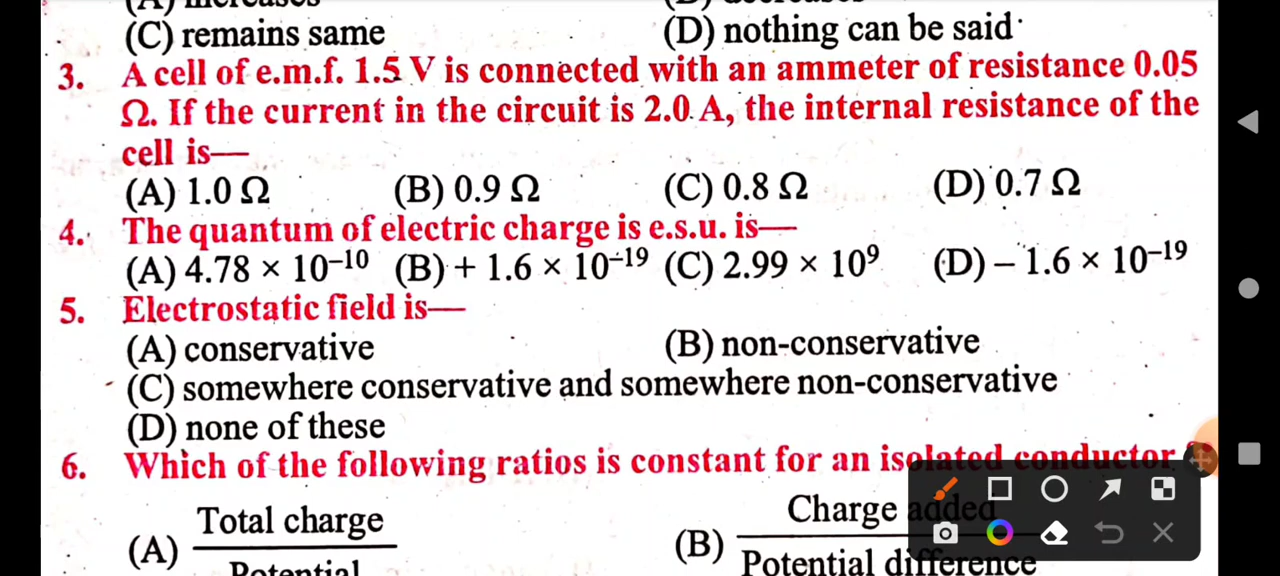 (A) increases
(C) remains same (D) nothing can be said
3. A cell of e.m.f. 1.5 V is connected with an ammeter of resistance 0.05
Ω. If the current in the circuit is 2.0 A, the internal resistance of the
cell is—
(A) 1.0 Ω (B) 0.9 Ω (C) 0.8 Ω (D) 0.7 Ω
4. The quantum of electric charge is e.s.u. is—
(A) 4.78 × 10⁻¹⁰ (B) + 1.6 × 10⁻¹⁹ (C) 2.99 × 10⁹ (D) – 1.6 × 10⁻¹⁹
5. Electrostatic field is—
(A) conservative (B) non-conservative
(C) somewhere conservative and somewhere non-conservative
(D) none of these
6. Which of the following ratios is constant for an isolated conductor
Total charge Charge added
(A) (B)
Potential Potential difference